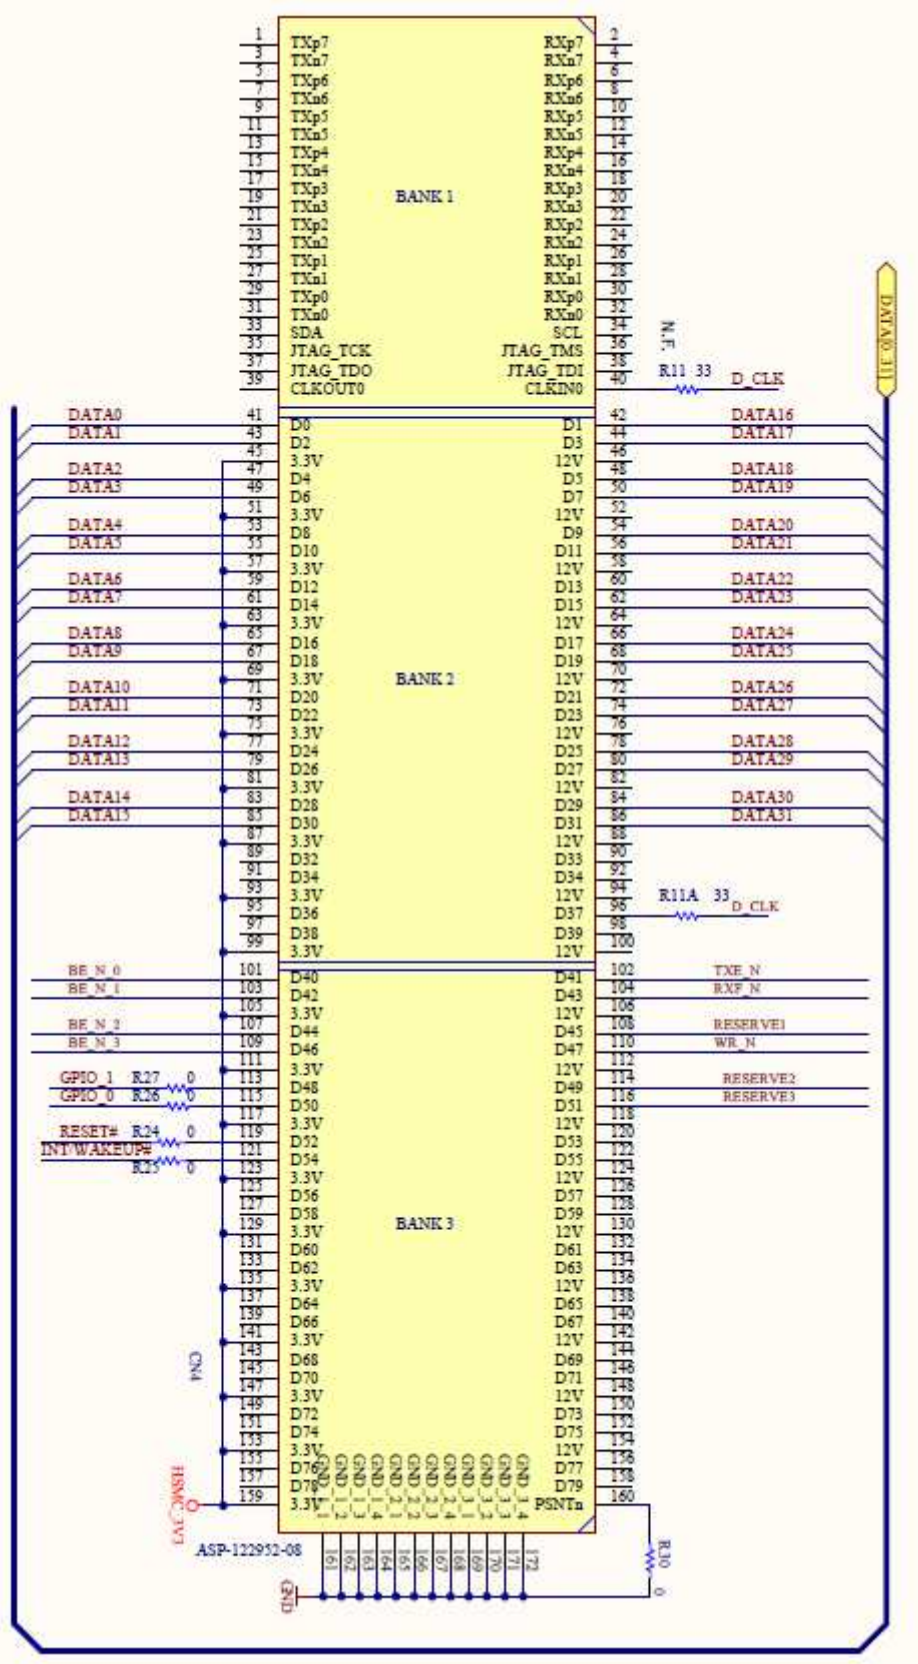 1 TXp7 RXp7 2
3 TXn7 RXn7 4
5 TXp6 RXp6 6
7 TXn6 RXn6 8
9 TXp5 RXp5 10
11 TXn5 RXn5 12
13 TXp4 RXp4 14
15 TXn4 RXn4 16
17 TXp3 RXp3 18
BANK 1
19 TXn3 RXn3 20
21 TXp2 RXp2 22
23 TXn2 RXn2 24
25 TXp1 RXp1 26
27 TXn1 RXn1 28
29 TXp0 RXp0 30
31 TXn0 RXn0 32
DATA[0..31]
33 SDA SCL 34
N.F.
35 JTAG_TCK JTAG_TMS 36
37 JTAG_TDO JTAG_TDI 38
39 CLKOUT0 CLKIN0 40 R11 33 D_CLK
DATA0 41 D0 D1 42 DATA16
DATA1 43 D2 D3 44 DATA17
45 3.3V 12V 46
DATA2 47 D4 D5 48 DATA18
DATA3 49 D6 D7 50 DATA19
51 3.3V 12V 52
DATA4 53 D8 D9 54 DATA20
DATA5 55 D10 D11 56 DATA21
57 3.3V 12V 58
DATA6 59 D12 D13 60 DATA22
DATA7 61 D14 D15 62 DATA23
63 3.3V 12V 64
DATA8 65 D16 D17 66 DATA24
DATA9 67 D18 D19 68 DATA25
69 3.3V BANK 2 12V 70
DATA10 71 D20 D21 72 DATA26
DATA11 73 D22 D23 74 DATA27
75 3.3V 12V 76
DATA12 77 D24 D25 78 DATA28
DATA13 79 D26 D27 80 DATA29
81 3.3V 12V 82
DATA14 83 D28 D29 84 DATA30
DATA15 85 D30 D31 86 DATA31
87 3.3V 12V 88
89 D32 D33 90
91 D34 D34 92
93 3.3V 12V 94
95 D36 D37 96 R11A 33 D_CLK
97 D38 D39 98
99 3.3V 12V 100
BE_N_0 101 D40 D41 102 TXE_N
BE_N_1 103 D42 D43 104 RXF_N
105 3.3V 12V 106
BE_N_2 107 D44 D45 108 RESERVE1
BE_N_3 109 D46 D47 110 WR_N
111 3.3V 12V 112
GPIO_1 R27 0 113 D48 D49 114 RESERVE2
GPIO_0 R26 0 115 D50 D51 116 RESERVE3
117 3.3V 12V 118
RESET# R24 0 119 D52 D53 120
INT/WAKEUP# R25 0 121 D54 D55 122
123 3.3V 12V 124
125 D56 D57 126
127 D58 D59 128
129 3.3V BANK 3 12V 130
131 D60 D61 132
133 D62 D63 134
135 3.3V 12V 136
137 D64 D65 138
139 D66 D67 140
141 3.3V 12V 142
143 D68 D69 144
CN4
145 D70 D71 146
147 3.3V 12V 148
149 D72 D73 150
151 D74 D75 152
153 3.3V 12V 154
155 D76 D77 156
157 D78 D79 158
HSMC_3V3 159 3.3V PSNTn 160
GND_1_1 GND_1_2 GND_1_3 GND_1_4 GND_2_1 GND_2_2 GND_2_3 GND_2_4 GND_3_1 GND_3_2 GND_3_3 GND_3_4
ASP-122952-08
161 162 163 164 165 166 167 168 169 170 171 172
R30 0
GND